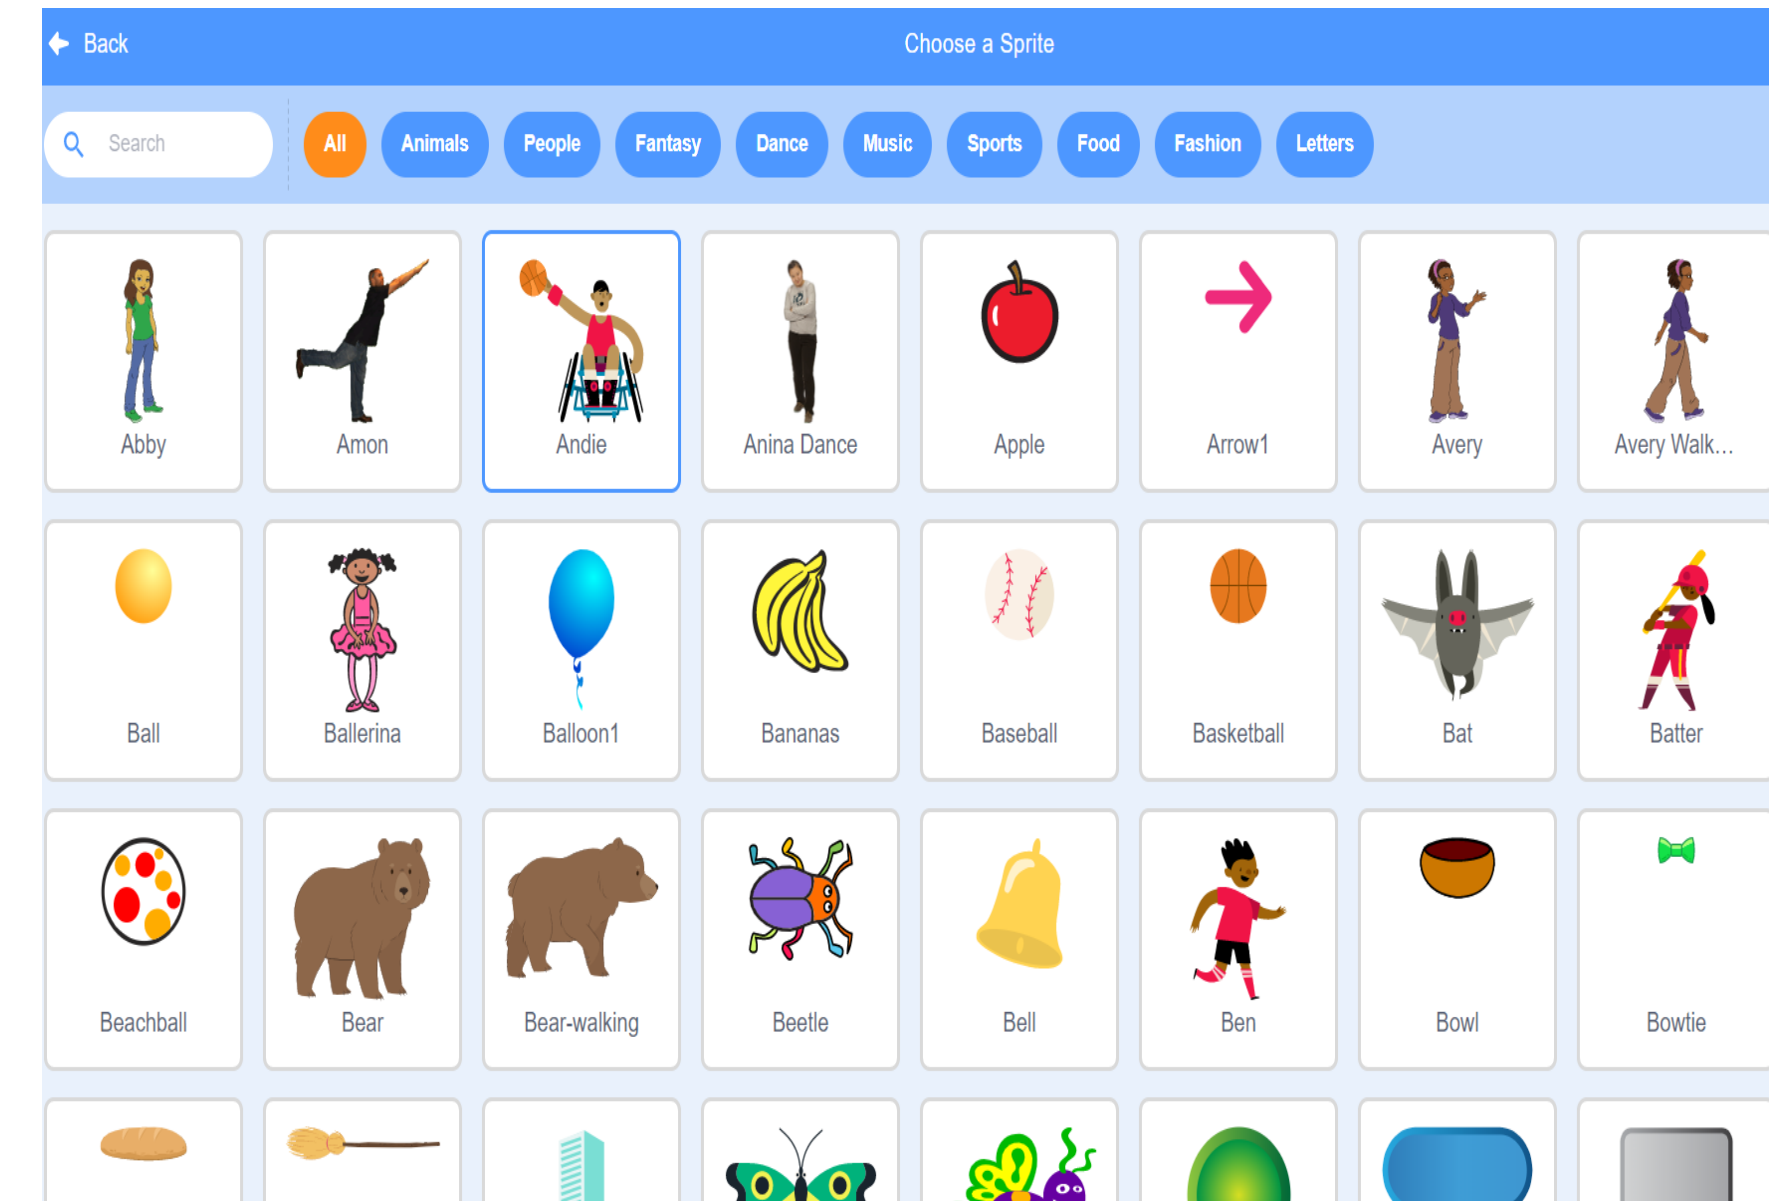 Back
Choose a Sprite
Search
All
Animals
People
Fantasy
Dance
Music
Sports
Food
Fashion
Letters
Abby
Amon
Andie
Anina Dance
Apple
Arrow1
Avery
Avery Walk...
Ball
Ballerina
Balloon1
Bananas
Baseball
Basketball
Bat
Batter
Beachball
Bear
Bear-walking
Beetle
Bell
Ben
Bowl
Bowtie